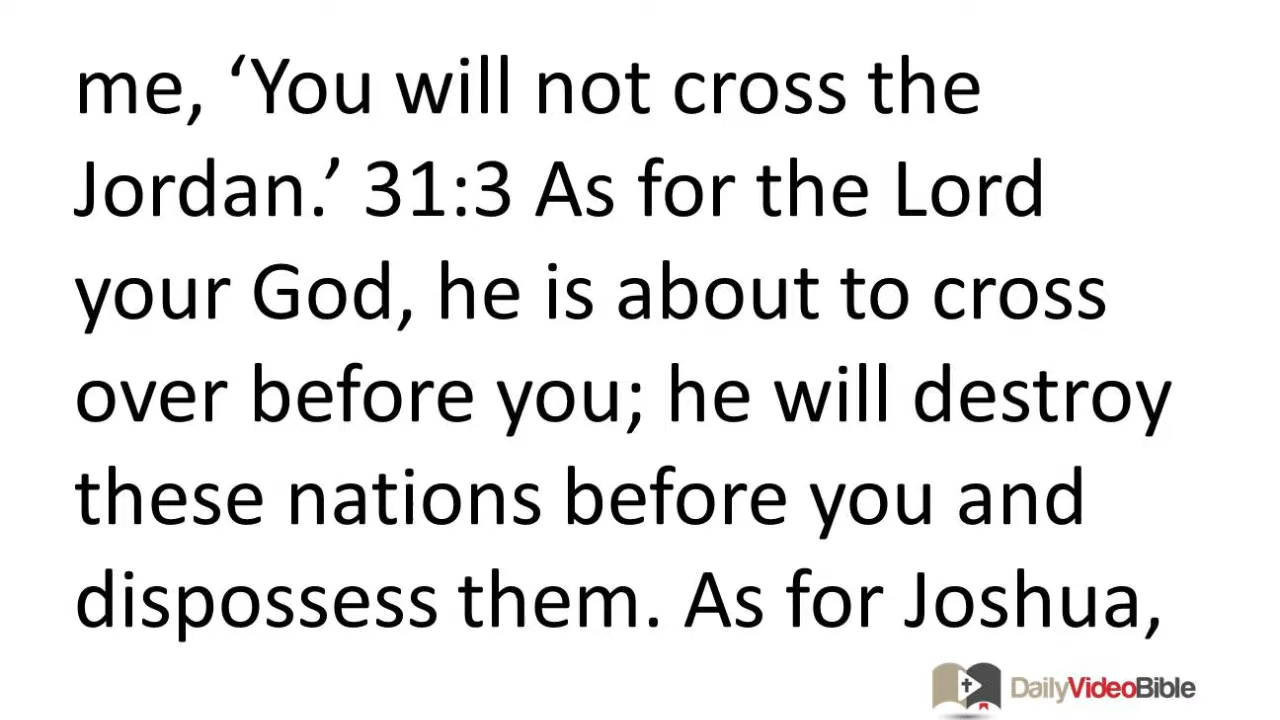 me, ‘You will not cross the
Jordan.’ 31:3 As for the Lord
your God, he is about to cross
over before you; he will destroy
these nations before you and
dispossess them. As for Joshua,
DailyVideoBible